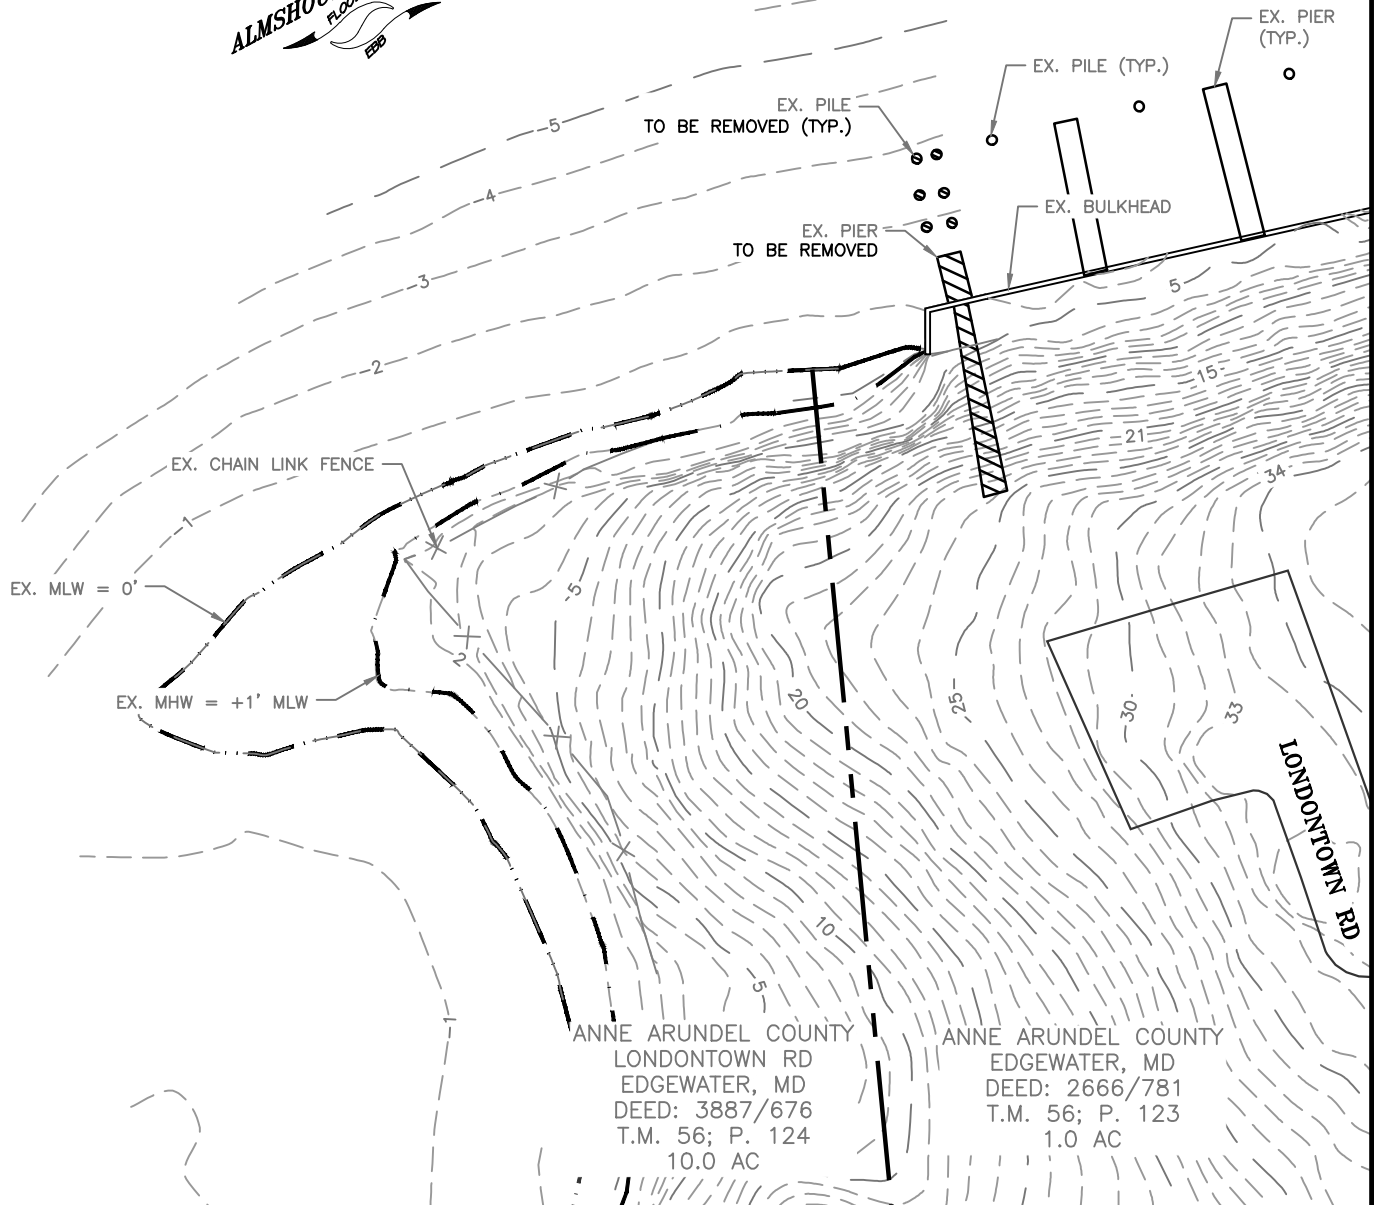 FLOOD
EBB
EX. PIER
(TYP.)
EX. PILE (TYP.)
EX. PILE
TO BE REMOVED (TYP.)
-5
-4
EX. BULKHEAD
EX. PIER
TO BE REMOVED
-3
5
-2
15
21
EX. CHAIN LINK FENCE
34
-1
EX. MLW = 0'
5
2
EX. MHW = +1' MLW
20
25
30
33
LONDONTOWN RD
10
5
-1
ANNE ARUNDEL COUNTY
LONDONTOWN RD
EDGEWATER, MD
DEED: 3887/676
T.M. 56; P. 124
10.0 AC
ANNE ARUNDEL COUNTY
EDGEWATER, MD
DEED: 2666/781
T.M. 56; P. 123
1.0 AC